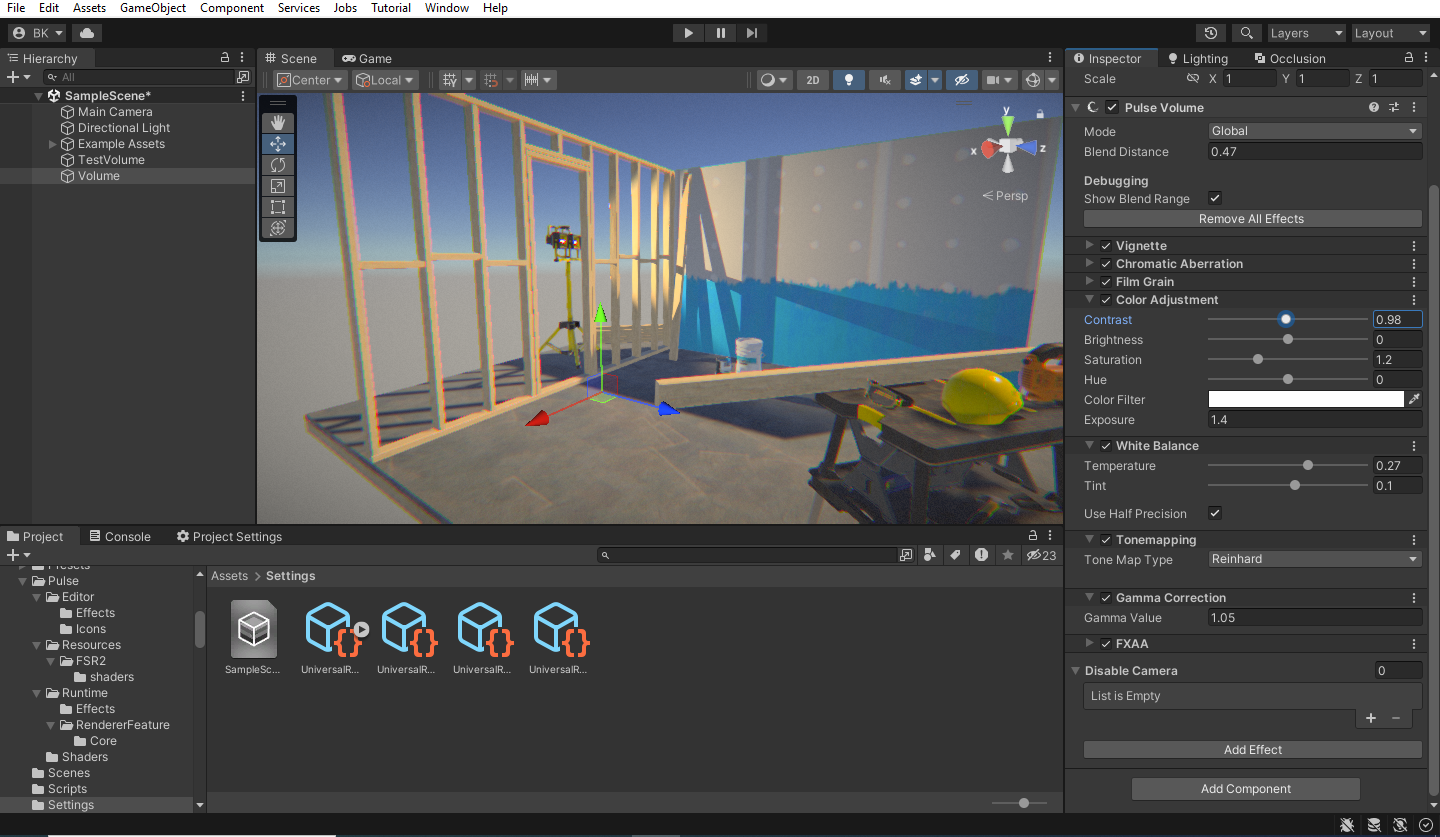 File Edit Assets GameObject Component Services Jobs Tutorial Window Help
BK
Layers Layout
Hierarchy
All
SampleScene*
Main Camera
Directional Light
Example Assets
TestVolume
Volume
Scene Game
Center Local 2D
y
x z
Persp
Inspector Lighting Occlusion
Scale X 1 Y 1 Z 1
Pulse Volume
Mode Global
Blend Distance 0.47
Debugging
Show Blend Range
Remove All Effects
Vignette
Chromatic Aberration
Film Grain
Color Adjustment
Contrast 0.98
Brightness 0
Saturation 1.2
Hue 0
Color Filter
Exposure 1.4
White Balance
Temperature 0.27
Tint 0.1
Use Half Precision
Tonemapping
Tone Map Type Reinhard
Gamma Correction
Gamma Value 1.05
FXAA
Disable Camera 0
List is Empty
Add Effect
Add Component
Project Console Project Settings
23
Presets
Pulse
Editor
Effects
Icons
Resources
FSR2
shaders
Runtime
Effects
RendererFeature
Core
Shaders
Scenes
Scripts
Settings
Assets > Settings
SampleSc... UniversalR... UniversalR... UniversalR... UniversalR...